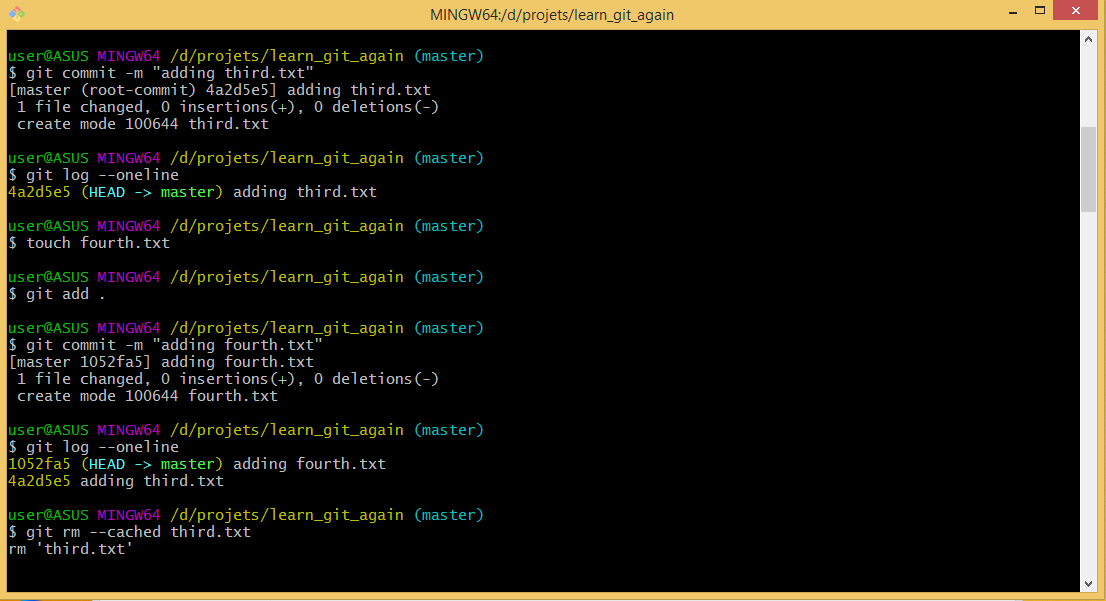 MINGW64:/d/projets/learn_git_again
user@ASUS MINGW64 /d/projets/learn_git_again (master)
$ git commit -m "adding third.txt"
[master (root-commit) 4a2d5e5] adding third.txt
 1 file changed, 0 insertions(+), 0 deletions(-)
 create mode 100644 third.txt
user@ASUS MINGW64 /d/projets/learn_git_again (master)
$ git log --oneline
4a2d5e5 (HEAD -> master) adding third.txt
user@ASUS MINGW64 /d/projets/learn_git_again (master)
$ touch fourth.txt
user@ASUS MINGW64 /d/projets/learn_git_again (master)
$ git add .
user@ASUS MINGW64 /d/projets/learn_git_again (master)
$ git commit -m "adding fourth.txt"
[master 1052fa5] adding fourth.txt
 1 file changed, 0 insertions(+), 0 deletions(-)
 create mode 100644 fourth.txt
user@ASUS MINGW64 /d/projets/learn_git_again (master)
$ git log --oneline
1052fa5 (HEAD -> master) adding fourth.txt
4a2d5e5 adding third.txt
user@ASUS MINGW64 /d/projets/learn_git_again (master)
$ git rm --cached third.txt
rm 'third.txt'